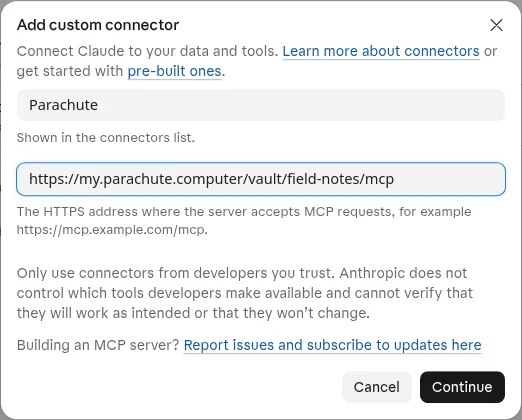 Add custom connector
Connect Claude to your data and tools. Learn more about connectors or
get started with pre-built ones.
Parachute
Shown in the connectors list.
https://my.parachute.computer/vault/field-notes/mcp
The HTTPS address where the server accepts MCP requests, for example
https://mcp.example.com/mcp.
Only use connectors from developers you trust. Anthropic does not
control which tools developers make available and cannot verify that
they will work as intended or that they won’t change.
Building an MCP server? Report issues and subscribe to updates here
Cancel
Continue